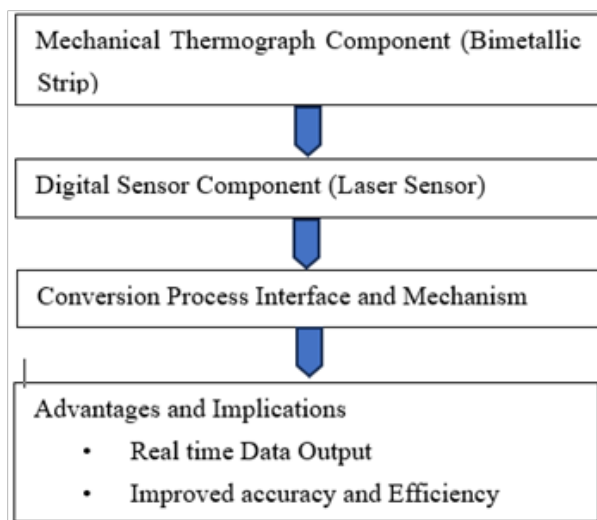 Mechanical Thermograph Component (Bimetallic
Strip)
Digital Sensor Component (Laser Sensor)
Conversion Process Interface and Mechanism
Advantages and Implications
• Real time Data Output
• Improved accuracy and Efficiency